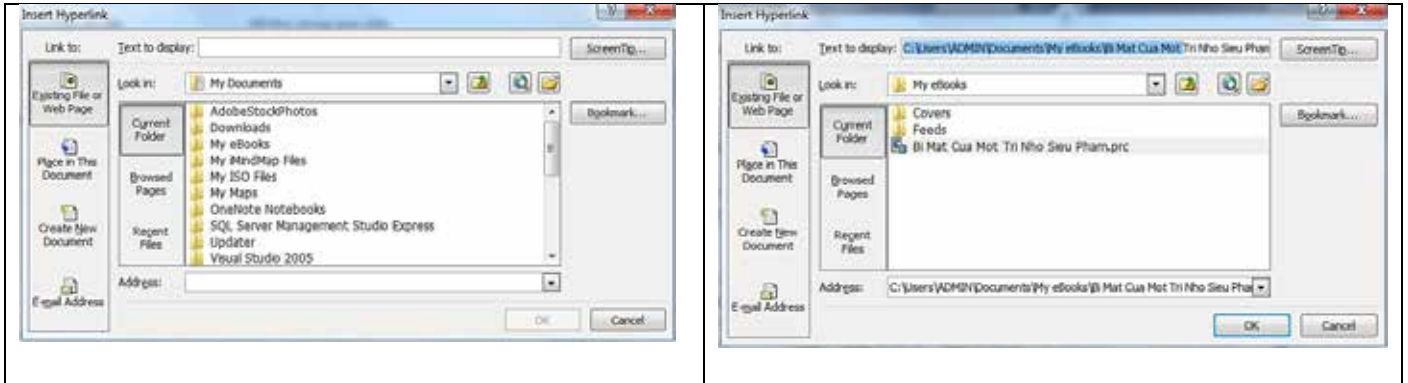 Insert Hyperlink
Link to:
Text to display:
ScreenTip...
Existing File or
Web Page
Look in:
My Documents
Bookmark...
Current
Folder
AdobeStockPhotos
Downloads
My eBooks
My iMindMap Files
My ISO Files
My Maps
OneNote Notebooks
SQL Server Management Studio Express
Updater
Visual Studio 2005
Place in This
Document
Browsed
Pages
Create New
Document
Recent
Files
E-mail Address
Address:
OK
Cancel
Insert Hyperlink
Link to:
Text to display: C:\Users\ADMIN\Documents\My eBooks\Bi Mat Cua Mot Tri Nho Sieu Phan
ScreenTip...
Existing File or
Web Page
Look in:
My eBooks
Bookmark...
Current
Folder
Covers
Feeds
Bi Mat Cua Mot Tri Nho Sieu Pham.prc
Place in This
Document
Browsed
Pages
Create New
Document
Recent
Files
E-mail Address
Address: C:\Users\ADMIN\Documents\My eBooks\Bi Mat Cua Mot Tri Nho Sieu Pha
OK
Cancel